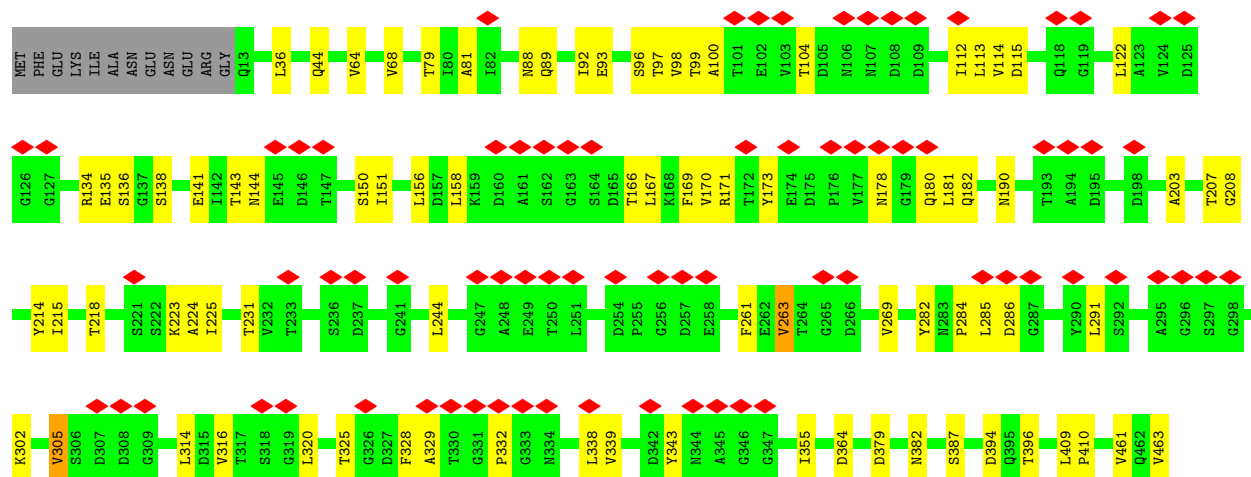 MET PHE GLU LYS ILE ALA ASN GLU ASN GLU ARG GLY Q13 L36 Q44 V64 V68 T79 I80 A81 I82 N88 Q89 I92 E93 S96 T97 V98 T99 A100 T101 E102 V103 T104 D105 N106 N107 D108 D109 I112 L113 V114 D115 Q118 G119 L122 A123 V124 D125
G126 G127 R134 E135 S136 G137 S138 E141 I142 T143 N144 E145 D146 T147 S150 I151 L156 D157 L158 K159 D160 A161 S162 G163 S164 D165 T166 L167 K168 F169 V170 R171 T172 Y173 E174 D175 P176 V177 N178 G179 Q180 L181 Q182 N190 T193 A194 D195 D198 A203 T207 G208
Y214 I215 T218 S221 S222 K223 A224 I225 T231 V232 T233 S236 D237 G241 L244 G247 A248 E249 T250 L251 D254 P255 G256 D257 E258 F261 E262 V263 T264 G265 D266 V269 Y282 N283 P284 L285 D286 G287 Y290 L291 S292 A295 G296 S297 G298
K302 V305 S306 D307 D308 G309 L314 D315 V316 T317 S318 G319 L320 T325 G326 D327 F328 A329 T330 G331 P332 G333 N334 L338 V339 D342 Y343 N344 A345 G346 G347 I355 D364 D379 N382 S387 D394 Q395 T396 L409 P410 V461 Q462 V463